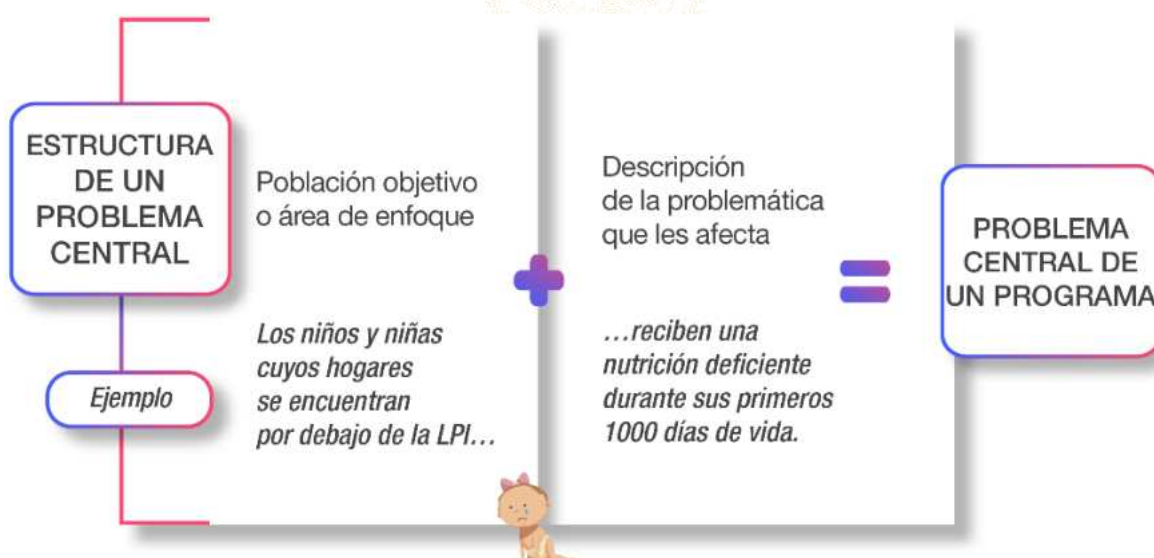 ESTRUCTURA
DE UN
PROBLEMA
CENTRAL
Población objetivo
o área de enfoque
Descripción
de la problemática
que les afecta
PROBLEMA
CENTRAL DE
UN PROGRAMA
Ejemplo
Los niños y niñas
cuyos hogares
se encuentran
por debajo de la LPI...
...reciben una
nutrición deficiente
durante sus primeros
1000 días de vida.